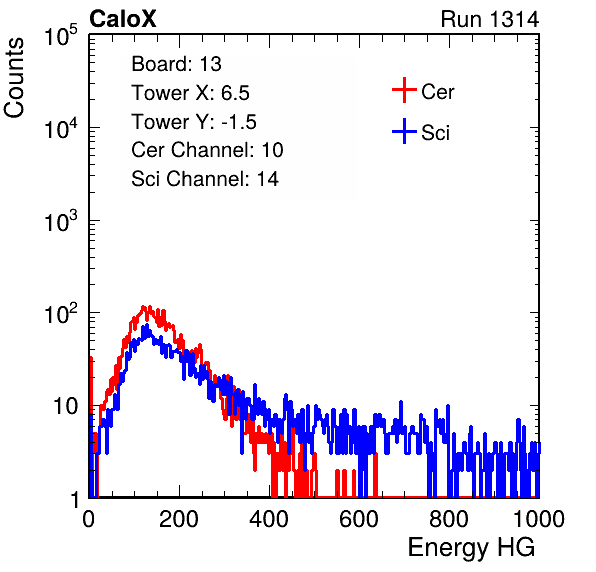 CaloX Run 1314
Counts
Board: 13
Tower X: 6.5
Tower Y: -1.5
Cer Channel: 10
Sci Channel: 14
Cer
Sci
10^5
10^4
10^3
10^2
10
1
0 200 400 600 800 1000
Energy HG